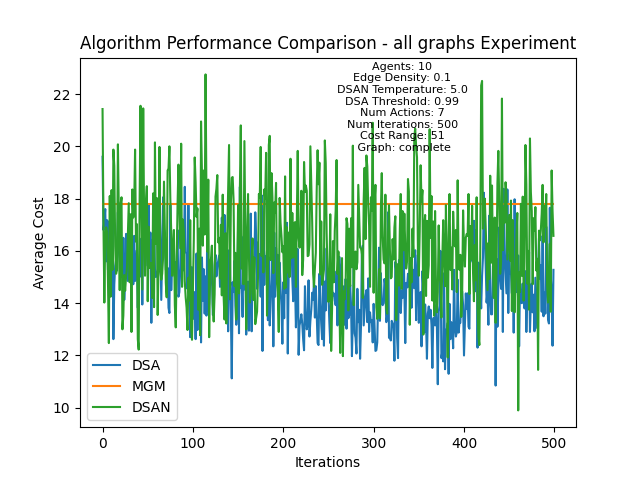 Algorithm Performance Comparison - all graphs Experiment
Agents: 10
Edge Density: 0.1
DSAN Temperature: 5.0
DSA Threshold: 0.99
Num Actions: 7
Num Iterations: 500
Cost Range: 51
Graph: complete
Average Cost
22
20
18
16
14
12
10
DSA
MGM
DSAN
0
100
200
300
400
500
Iterations